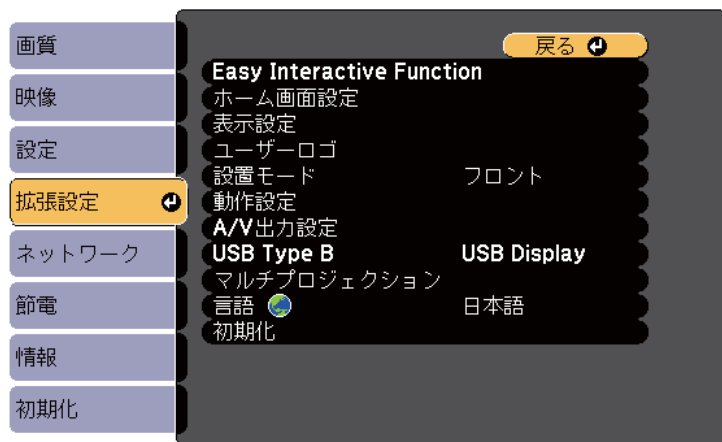 画質
映像
設定
拡張設定
ネットワーク
節電
情報
初期化
戻る
Easy Interactive Function
ホーム画面設定
表示設定
ユーザーロゴ
設置モード フロント
動作設定
A/V出力設定
USB Type B USB Display
マルチプロジェクション
言語 日本語
初期化